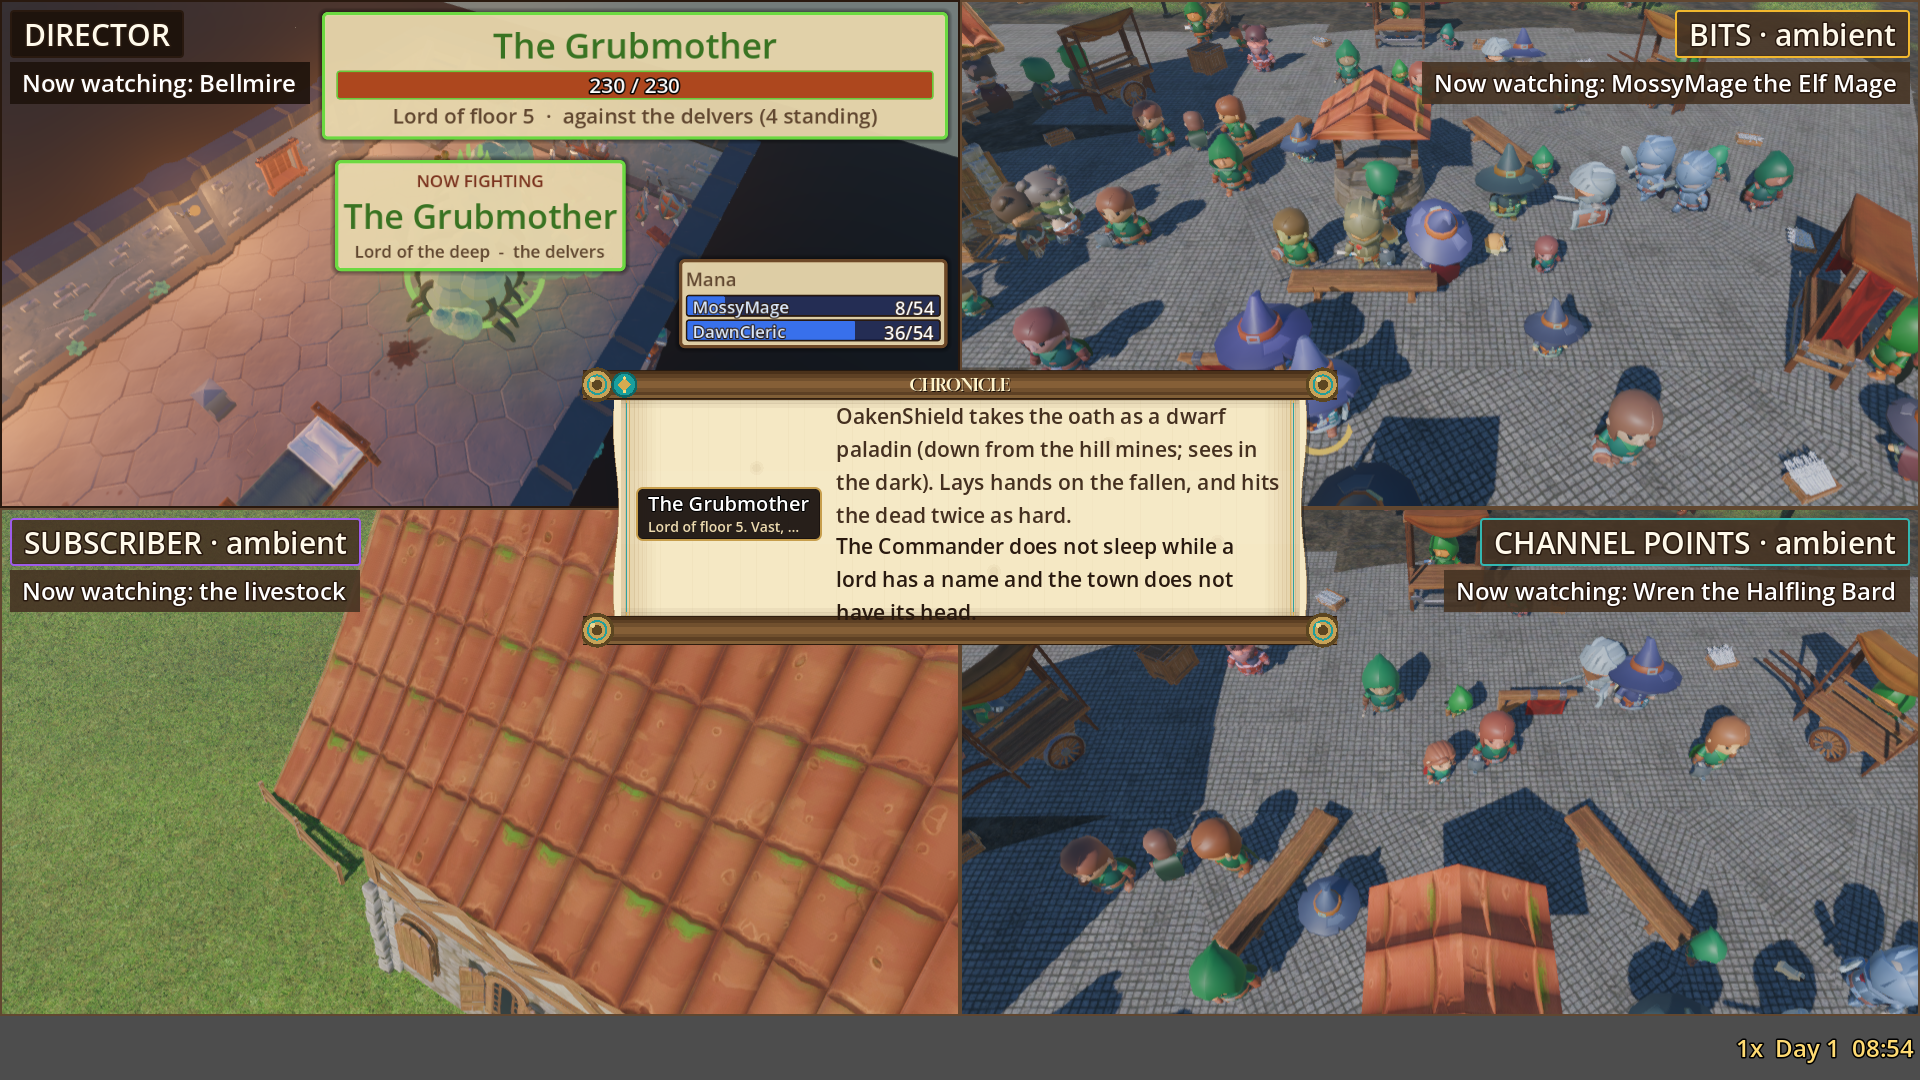 DIRECTOR
Now watching: Bellmire
The Grubmother
230 / 230
Lord of floor 5 · against the delvers (4 standing)
NOW FIGHTING
The Grubmother
Lord of the deep - the delvers
Mana
MossyMage 8/54
DawnCleric 36/54
BITS · ambient
Now watching: MossyMage the Elf Mage
CHRONICLE
The Grubmother
Lord of floor 5. Vast, ...
OakenShield takes the oath as a dwarf
paladin (down from the hill mines; sees in
the dark). Lays hands on the fallen, and hits
the dead twice as hard.
The Commander does not sleep while a
lord has a name and the town does not
have its head.
SUBSCRIBER · ambient
Now watching: the livestock
CHANNEL POINTS · ambient
Now watching: Wren the Halfling Bard
1x Day 1 08:54